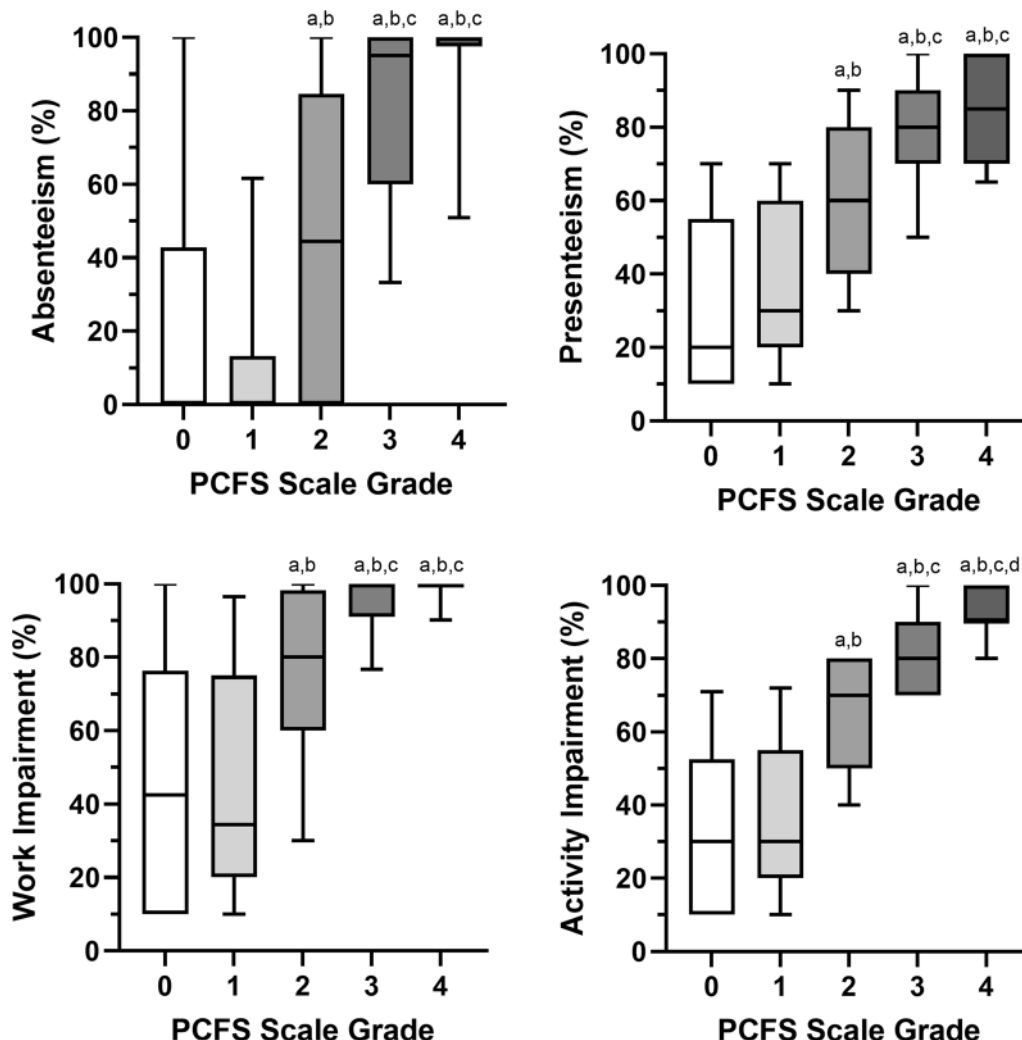 Absenteeism (%)
100
80
60
40
20
0
a,b
a,b,c
a,b,c
0 1 2 3 4
PCFS Scale Grade
Presenteeism (%)
100
80
60
40
20
0
a,b
a,b,c
a,b,c
0 1 2 3 4
PCFS Scale Grade
Work Impairment (%)
100
80
60
40
20
0
a,b
a,b,c
a,b,c
0 1 2 3 4
PCFS Scale Grade
Activity Impairment (%)
100
80
60
40
20
0
a,b
a,b,c
a,b,c,d
0 1 2 3 4
PCFS Scale Grade